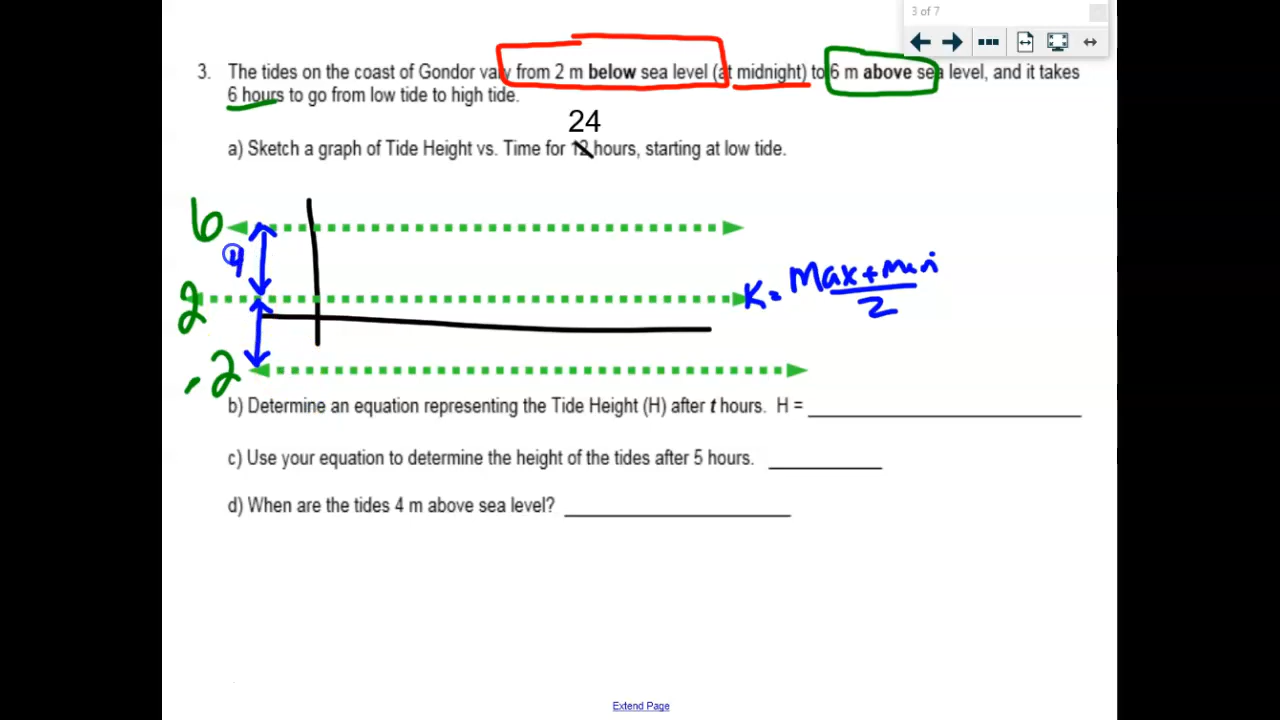 3 of 7
3. The tides on the coast of Gondor vary from 2 m below sea level (at midnight) to 6 m above sea level, and it takes
6 hours to go from low tide to high tide.
24
a) Sketch a graph of Tide Height vs. Time for 12 hours, starting at low tide.
6
4
2
K = Max + Min
2
-2
b) Determine an equation representing the Tide Height (H) after t hours. H = ____________________
c) Use your equation to determine the height of the tides after 5 hours. __________
d) When are the tides 4 m above sea level? ____________________
Extend Page